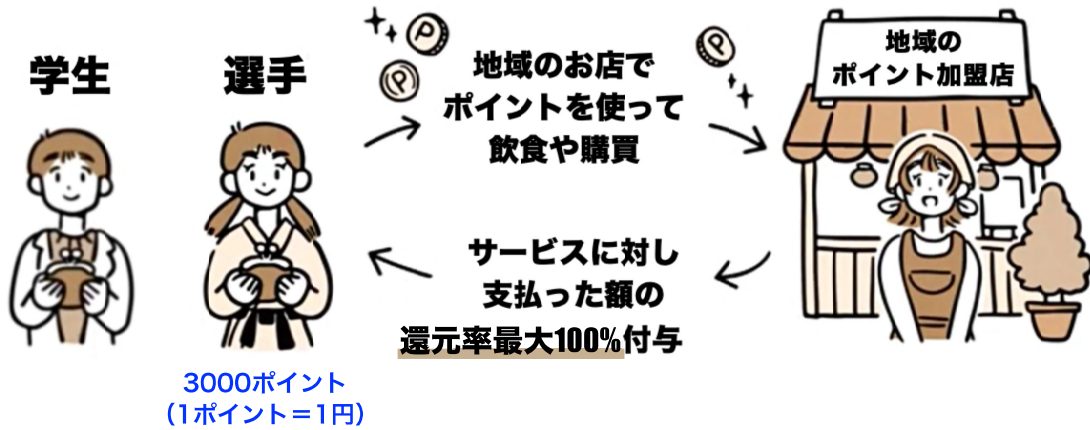 学生
選手
地域のお店で
ポイントを使って
飲食や購買
地域の
ポイント加盟店
サービスに対し
支払った額の
還元率最大100%付与
3000ポイント
（1ポイント＝1円）
P
P
P